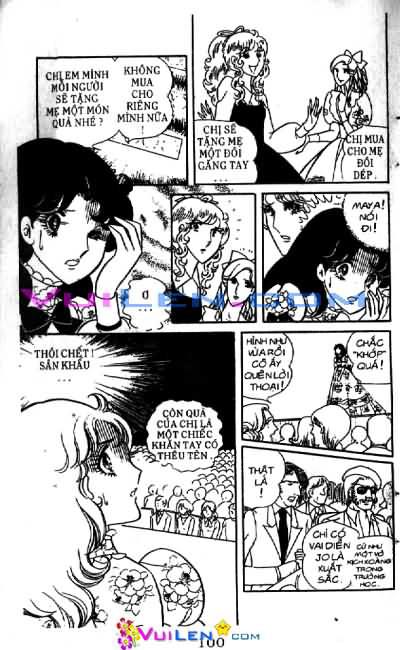 CHỊ EM MÌNH
MỖI NGƯỜI
SẼ TẶNG
MẸ MỘT MÓN
QUÀ NHÉ ?
KHÔNG
MUA
CHO
RIÊNG
MÌNH NỮA !
CHỊ SẼ
TẶNG MẸ
MỘT ĐÔI
GĂNG TAY
...
CHỊ MUA
CHO MẸ
ĐÔI
DÉP.
Ơ
...
MAYA!
NÓI
ĐI!
VUILEN.COM
THÔI CHẾT!
SÂN KHẤU
...
CÒN QUÀ
CỦA CHỊ LÀ
MỘT CHIẾC
KHĂN TAY CÓ
THÊU TÊN.
HÌNH NHƯ
VỪA RỒI
CÔ ẤY
QUÊN LỜI
THOẠI!
CHẮC
"KHỚP"
QUÁ!
THẬT
LÀ !
CHỈ CÓ
VAI DIỄN
JO LÀ
XUẤT
SẮC.
CỨ NHƯ
MỘT VỞ
KỊCH XOÀNG
TRONG
TRƯỜNG
HỌC.
100
VUILEN.COM